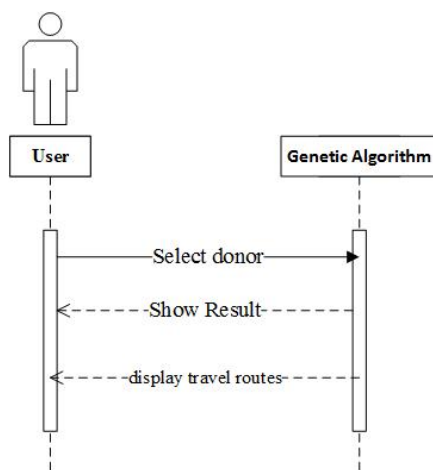 User
Genetic Algorithm
Select donor
Show Result
display travel routes